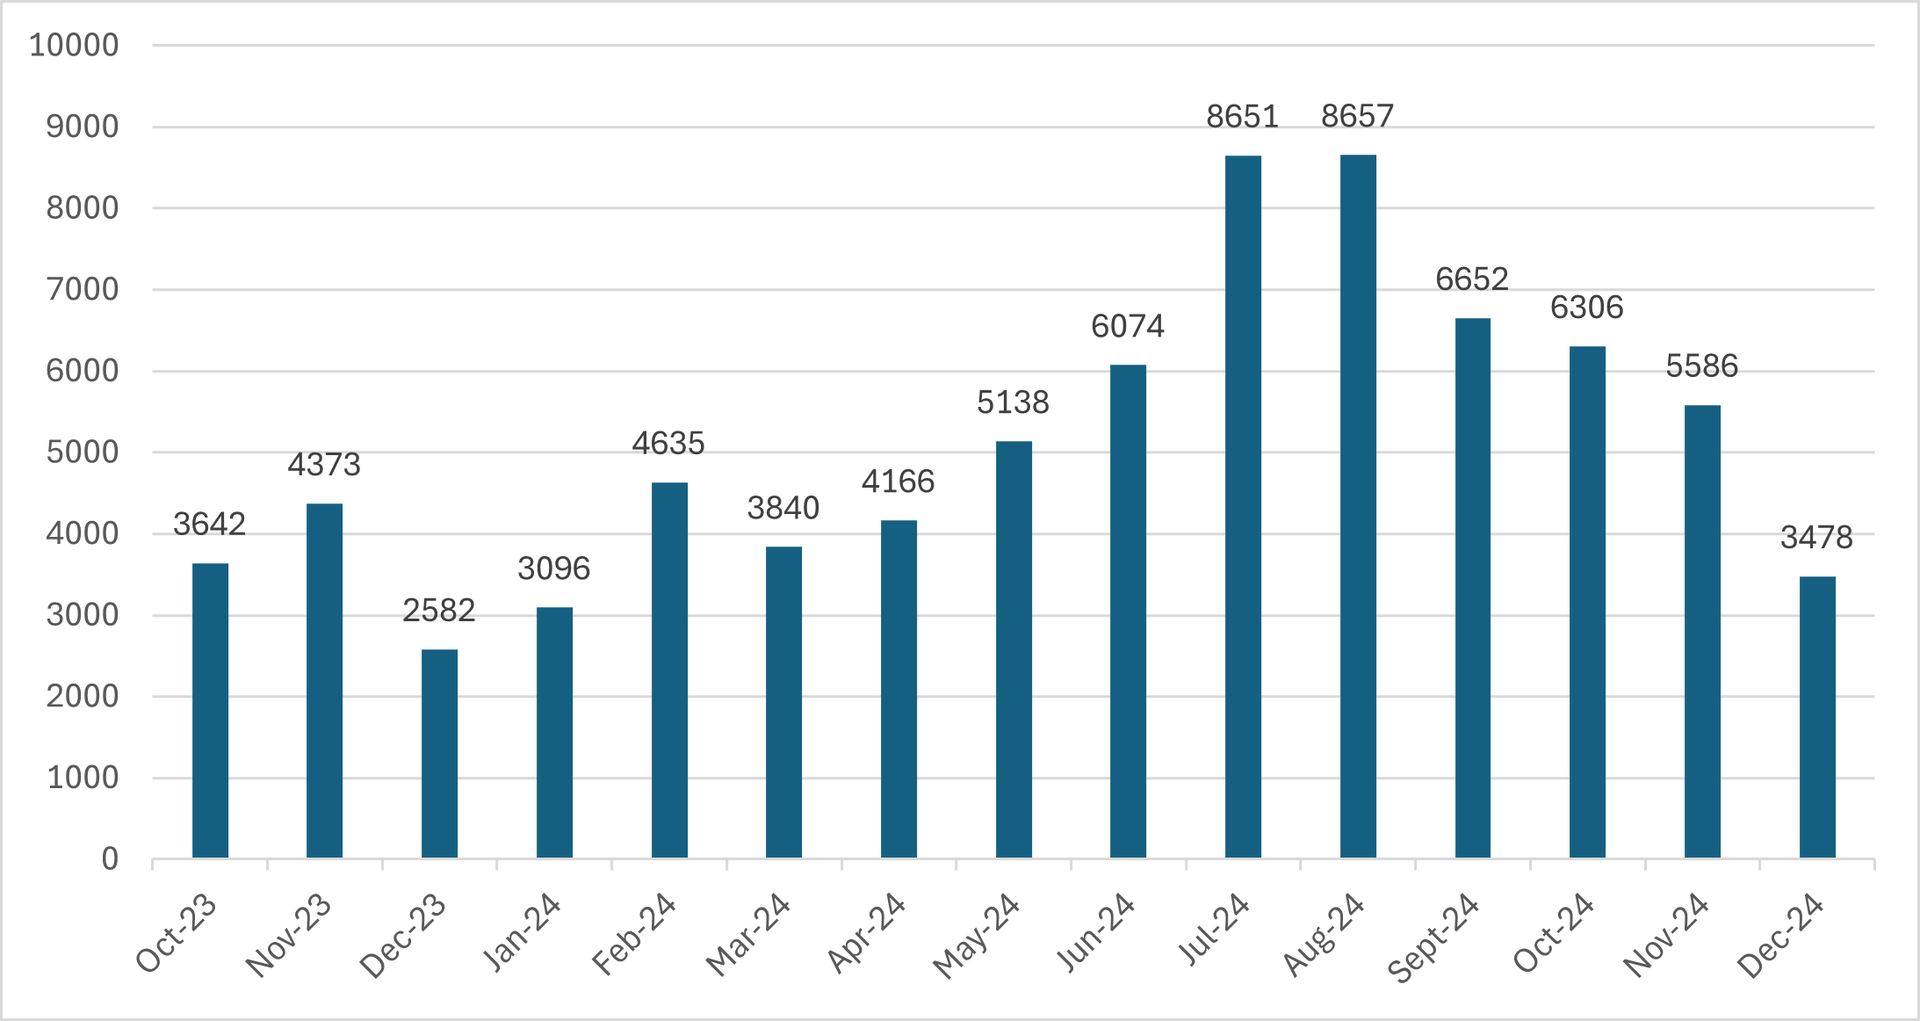 10000
9000
8000
7000
6000
5000
4000
3000
2000
1000
0
3642
4373
2582
3096
4635
3840
4166
5138
6074
8651
8657
6652
6306
5586
3478
Oct-23
Nov-23
Dec-23
Jan-24
Feb-24
Mar-24
Apr-24
May-24
Jun-24
Jul-24
Aug-24
Sept-24
Oct-24
Nov-24
Dec-24